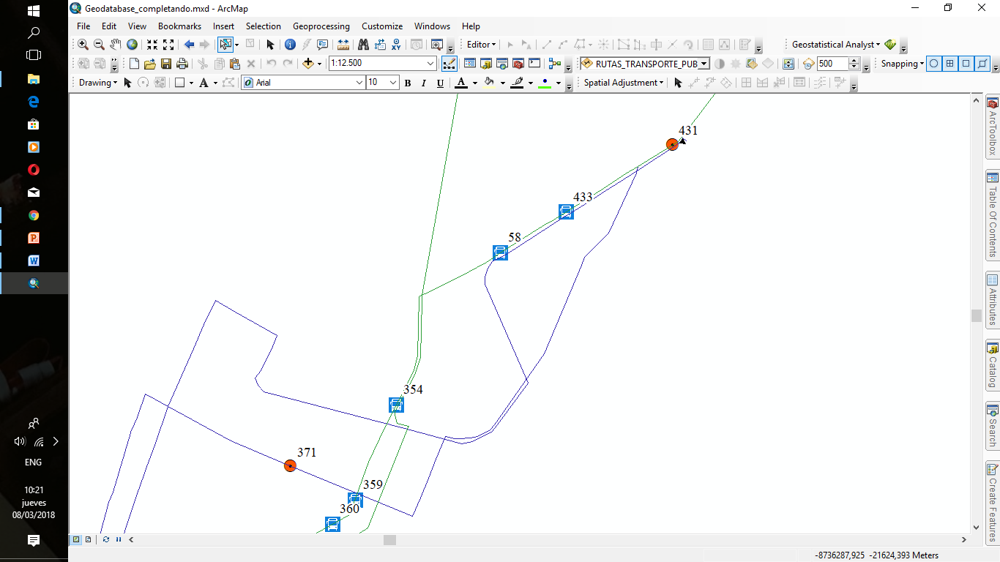 Geodatabase_completando.mxd - ArcMap
File Edit View Bookmarks Insert Selection Geoprocessing Customize Windows Help
Editor
Geostatistical Analyst
1:12.500
RUTAS_TRANSPORTE_PUB
500
Snapping
Drawing
A
Arial
10
B I U A
Spatial Adjustment
431
433
58
354
371
359
360
ArcToolbox
Table Of Contents
Attributes
Catalog
Search
Create Features
ENG
10:21
jueves
08/03/2018
-8736287,925 -21624,393 Meters